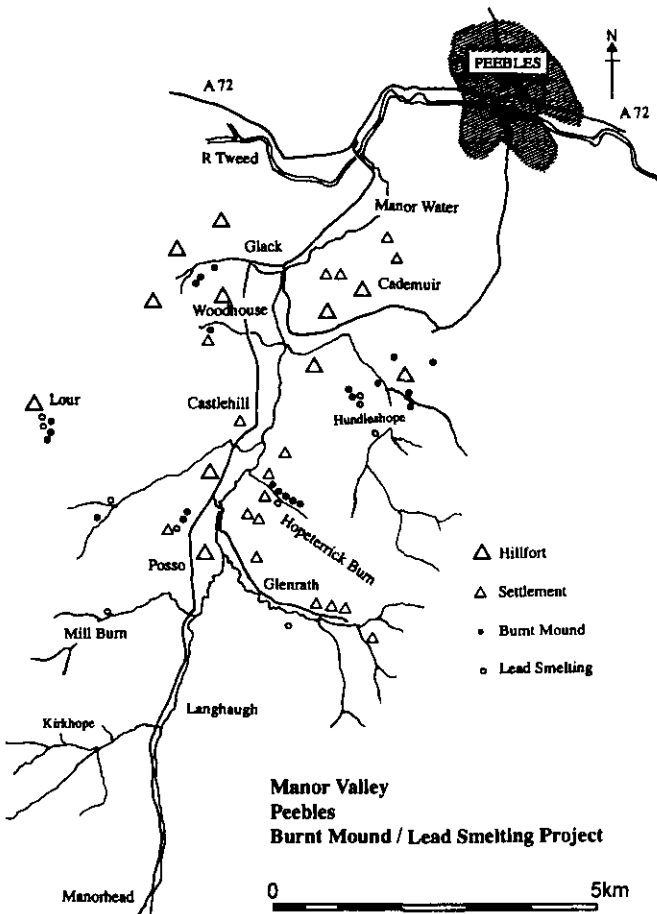 N
PEEBLES
A 72
A 72
R Tweed
Manor Water
Glack
Cademuir
Woodhouse
Lour
Castlehill
Hundleshope
Hopeterrick Burn
Posso
Glenrath
Mill Burn
Langhaugh
Kirkhope
Manorhead
Hillfort
Settlement
Burnt Mound
Lead Smelting
Manor Valley
Peebles
Burnt Mound / Lead Smelting Project
0 5km